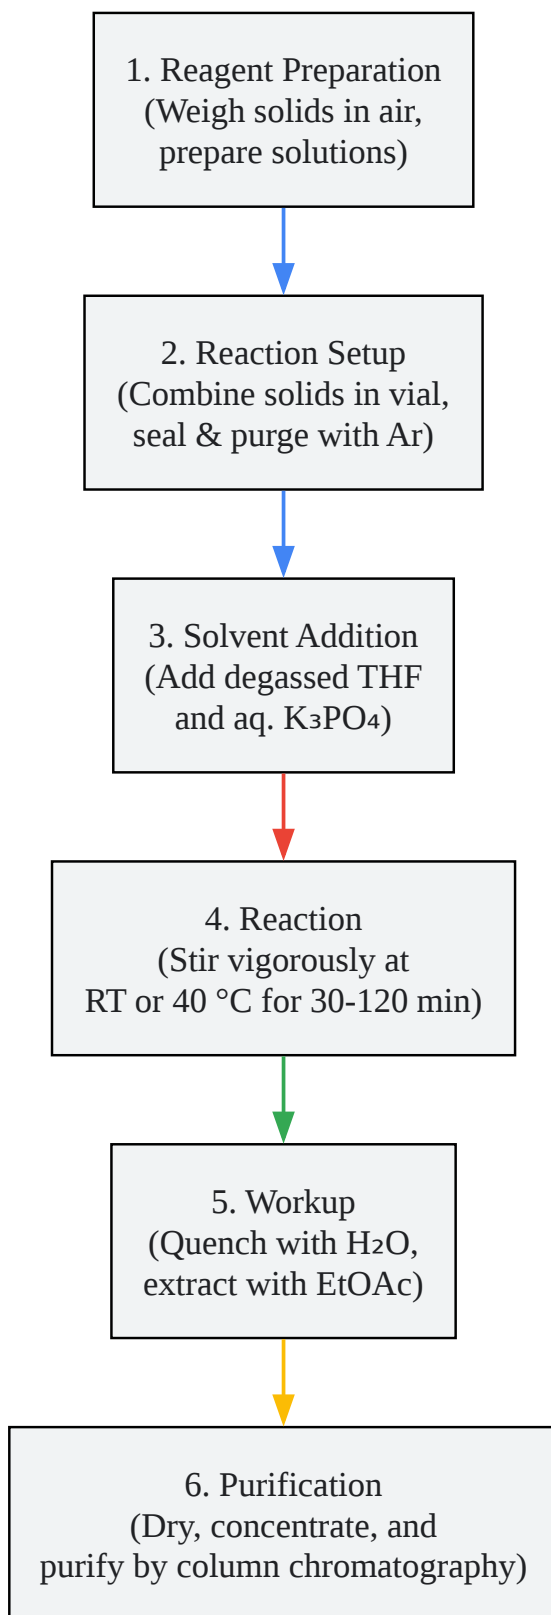 1. Reagent Preparation
(Weigh solids in air,
prepare solutions)
2. Reaction Setup
(Combine solids in vial,
seal & purge with Ar)
3. Solvent Addition
(Add degassed THF
and aq. K₃PO₄)
4. Reaction
(Stir vigorously at
RT or 40 °C for 30-120 min)
5. Workup
(Quench with H₂O,
extract with EtOAc)
6. Purification
(Dry, concentrate, and
purify by column chromatography)